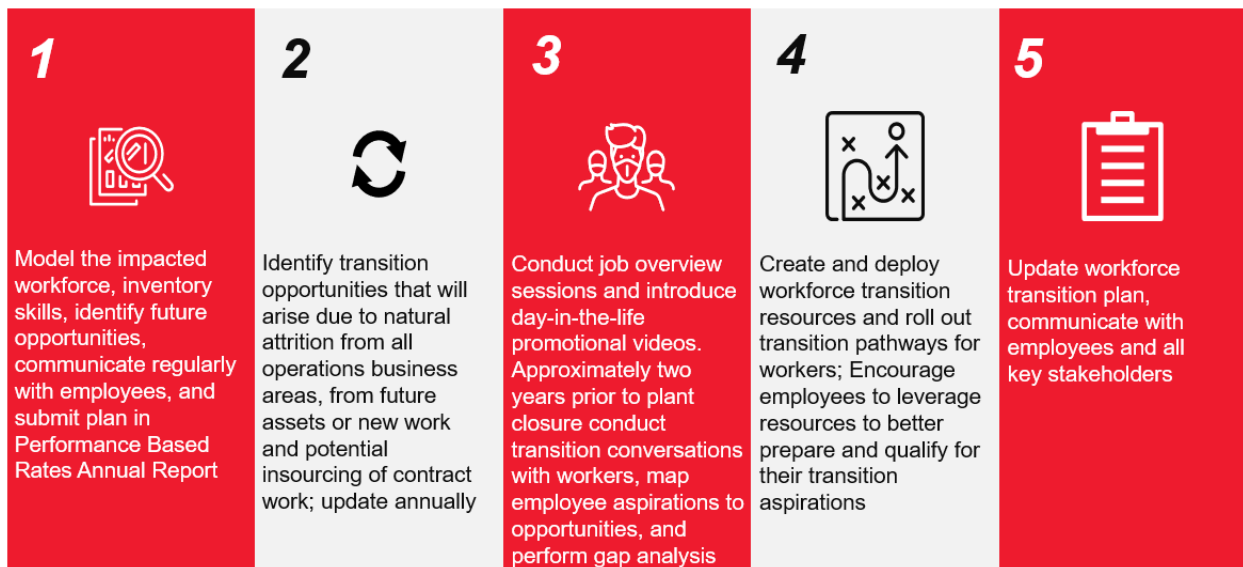 1
Model the impacted
workforce, inventory
skills, identify future
opportunities,
communicate regularly
with employees, and
submit plan in
Performance Based
Rates Annual Report
2
Identify transition
opportunities that will
arise due to natural
attrition from all
operations business
areas, from future
assets or new work
and potential
insourcing of contract
work; update annually
3
Conduct job overview
sessions and introduce
day-in-the-life
promotional videos.
Approximately two
years prior to plant
closure conduct
transition conversations
with workers, map
employee aspirations to
opportunities, and
perform gap analysis
4
Create and deploy
workforce transition
resources and roll out
transition pathways for
workers; Encourage
employees to leverage
resources to better
prepare and qualify for
their transition
aspirations
5
Update workforce
transition plan,
communicate with
employees and all
key stakeholders